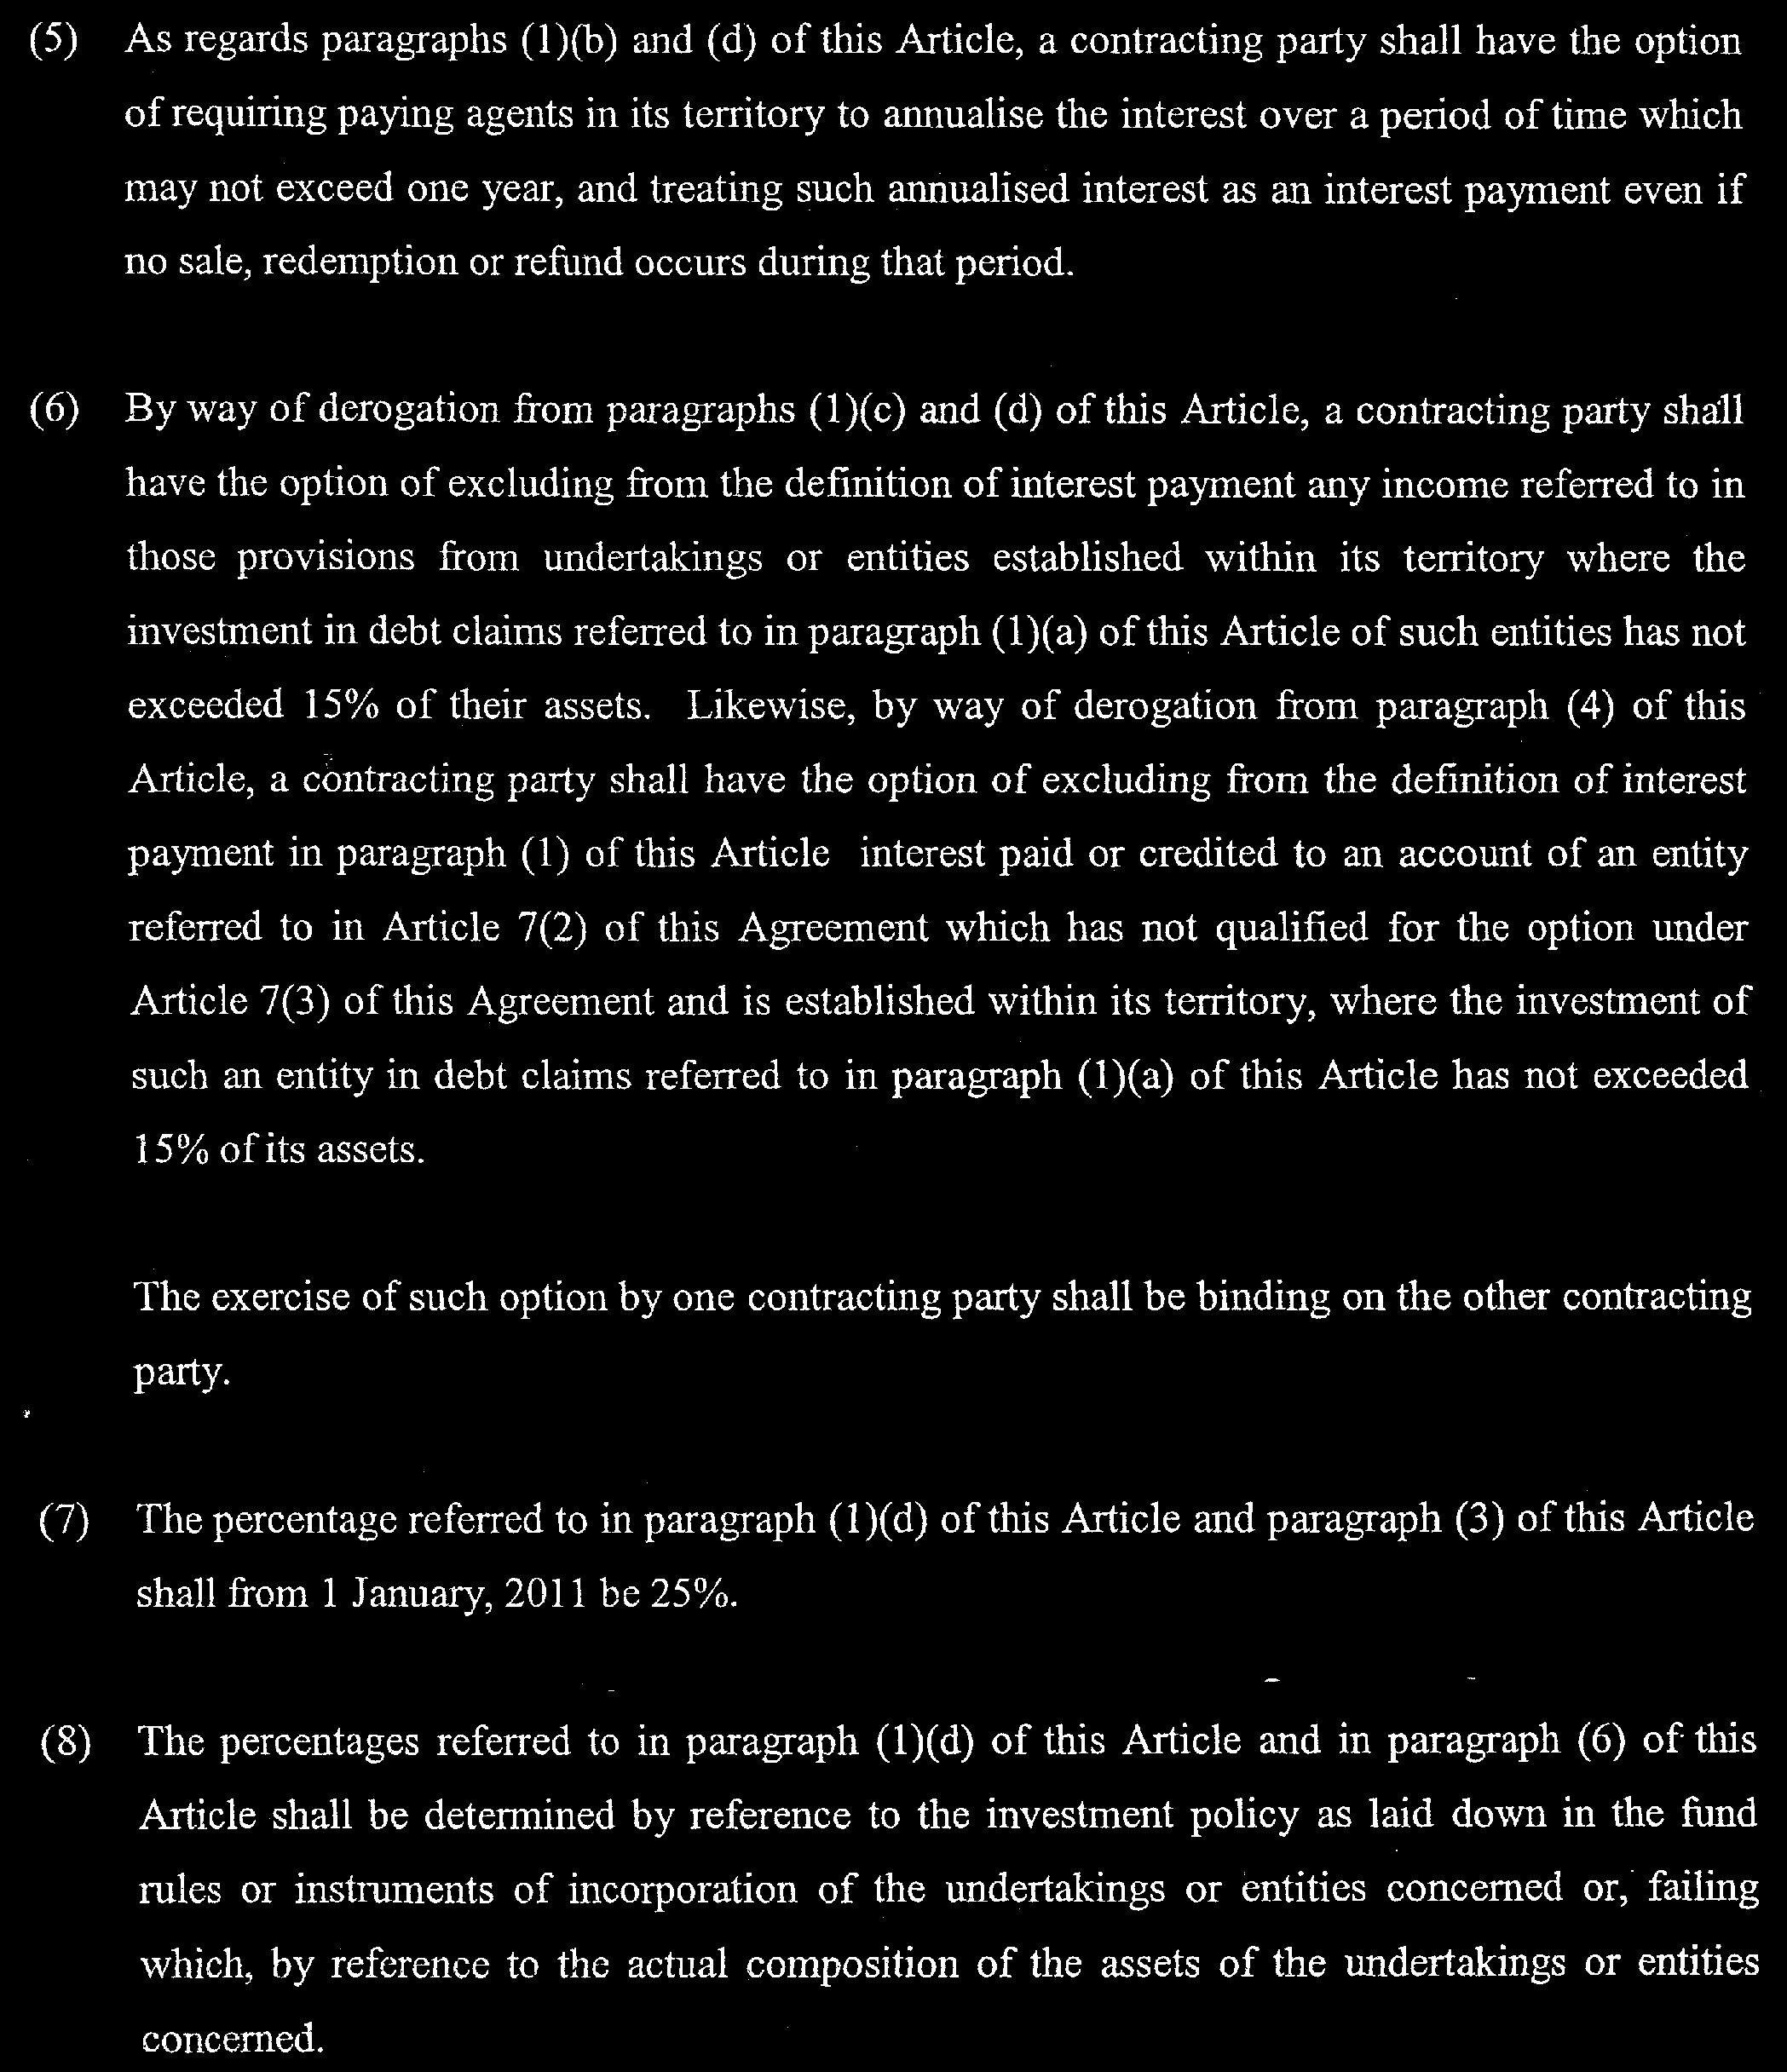 (5) As regards paragraphs (1)(b) and (d) of this Article, a contracting party shall have the option
of requiring paying agents in its territory to annualise the interest over a period of time which
may not exceed one year, and treating such annualised interest as an interest payment even if
no sale, redemption or refund occurs during that period.
(6) By way of derogation from paragraphs (1)(c) and (d) of this Article, a contracting party shall
have the option of excluding from the definition of interest payment any income referred to in
those provisions from undertakings or entities established within its territory where the
investment in debt claims referred to in paragraph (1)(a) of this Article of such entities has not
exceeded 15% of their assets. Likewise, by way of derogation from paragraph (4) of this
Article, a contracting party shall have the option of excluding from the definition of interest
payment in paragraph (1) of this Article interest paid or credited to an account of an entity
referred to in Article 7(2) of this Agreement which has not qualified for the option under
Article 7(3) of this Agreement and is established within its territory, where the investment of
such an entity in debt claims referred to in paragraph (1)(a) of this Article has not exceeded
15% of its assets.
The exercise of such option by one contracting party shall be binding on the other contracting
party.
(7) The percentage referred to in paragraph (1)(d) of this Article and paragraph (3) of this Article
shall from 1 January, 2011 be 25%.
(8) The percentages referred to in paragraph (1)(d) of this Article and in paragraph (6) of this
Article shall be determined by reference to the investment policy as laid down in the fund
rules or instruments of incorporation of the undertakings or entities concerned or, failing
which, by reference to the actual composition of the assets of the undertakings or entities
concerned.